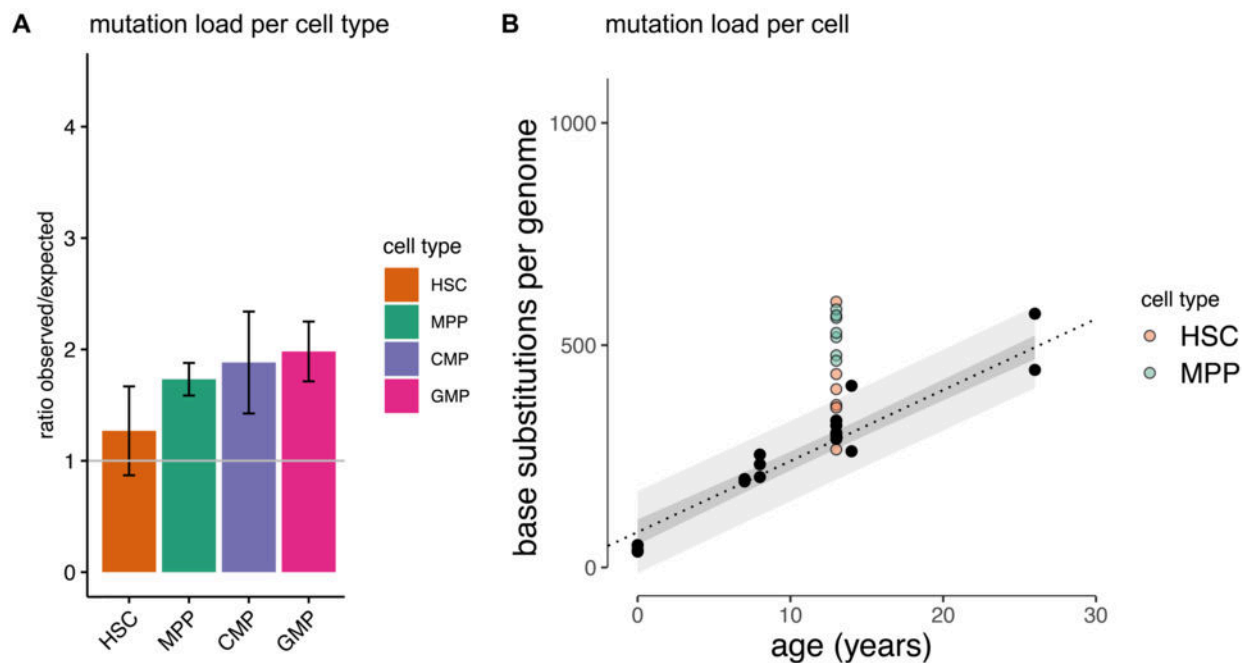 A mutation load per cell type
ratio observed/expected
4
3
2
1
0
HSC
MPP
CMP
GMP
cell type
HSC
MPP
CMP
GMP
B mutation load per cell
base substitutions per genome
1000
500
0
0 10 20 30
age (years)
cell type
HSC
MPP